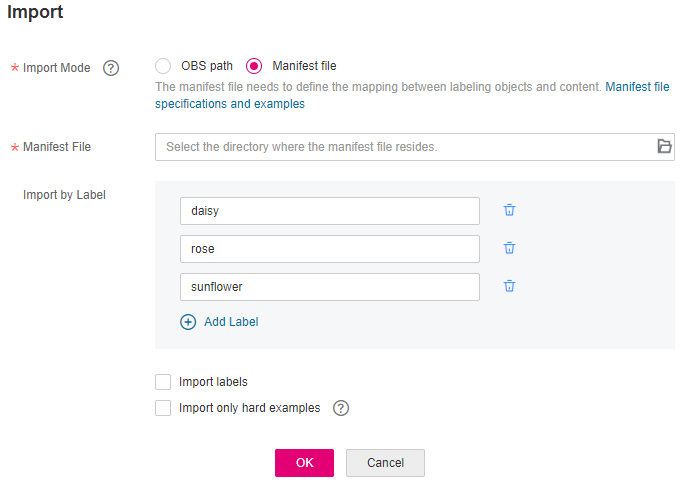 Import
* Import Mode ? OBS path Manifest file
The manifest file needs to define the mapping between labeling objects and content. Manifest file
specifications and examples
* Manifest File Select the directory where the manifest file resides.
Import by Label
daisy
rose
sunflower
Add Label
Import labels
Import only hard examples ?
OK Cancel